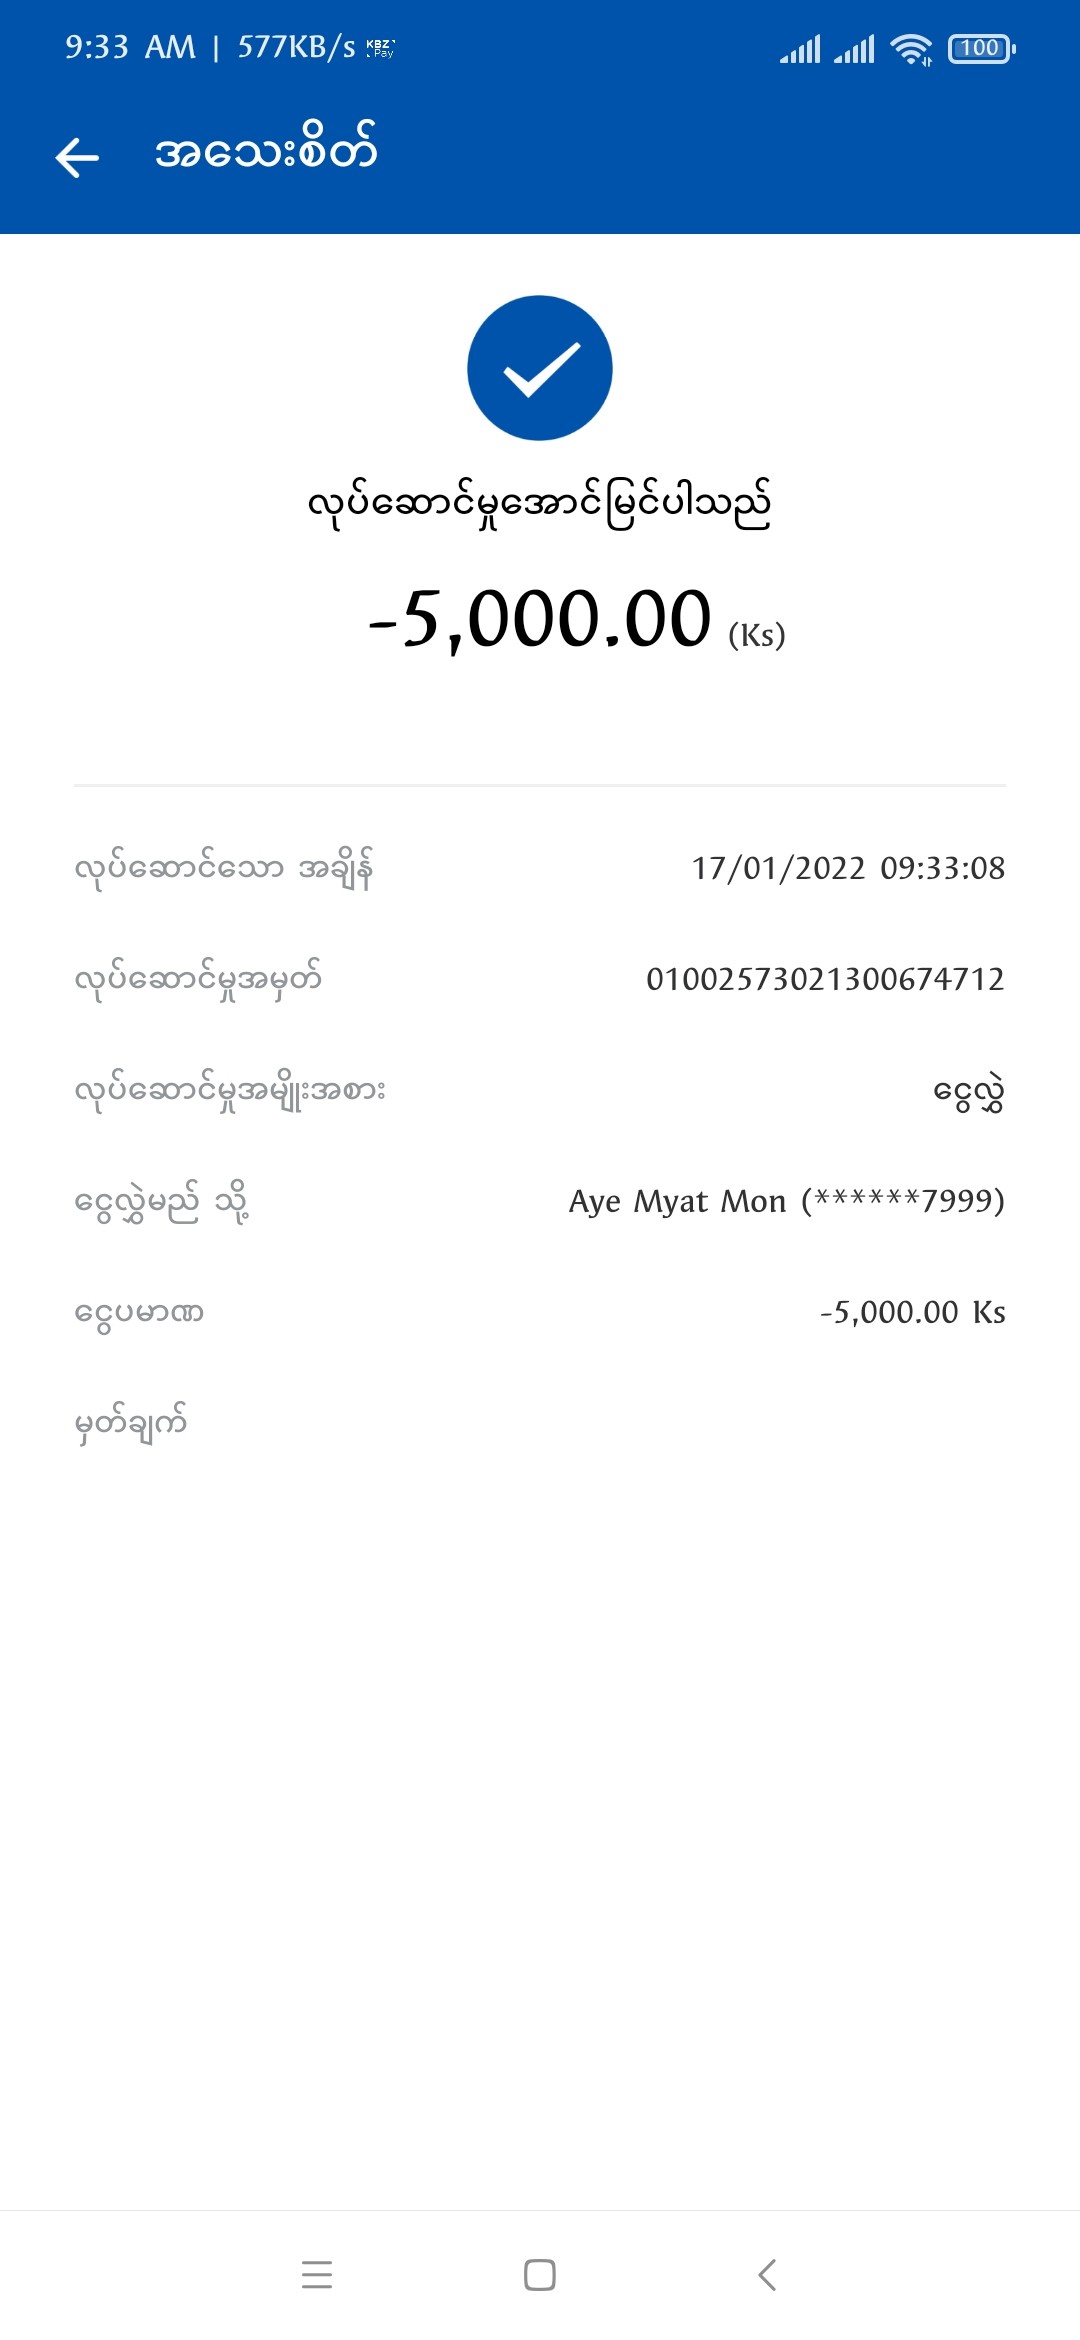 9:33 AM | 577KB/s KBZ Pay 100
အသေးစိတ်
လုပ်ဆောင်မှုအောင်မြင်ပါသည်
-5,000.00 (Ks)
လုပ်ဆောင်သော အချိန် 17/01/2022 09:33:08
လုပ်ဆောင်မှုအမှတ် 01002573021300674712
လုပ်ဆောင်မှုအမျိုးအစား ငွေလွှဲ
ငွေလွှဲမည် သို့ Aye Myat Mon (******7999)
ငွေပမာဏ -5,000.00 Ks
မှတ်ချက်